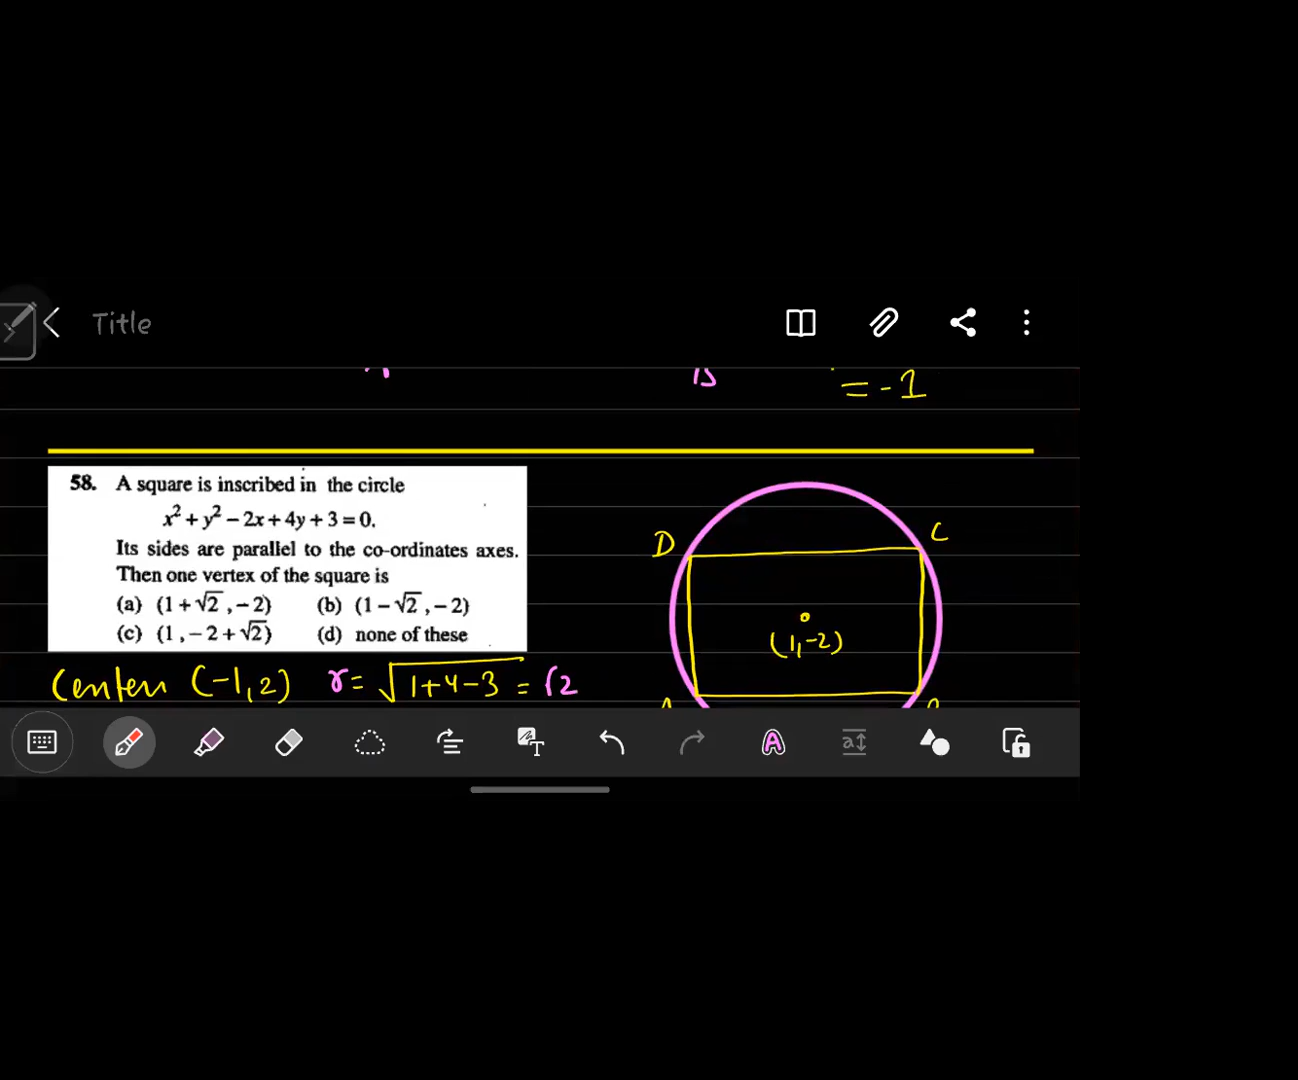 Title
= -1
58. A square is inscribed in the circle
x² + y² – 2x + 4y + 3 = 0.
Its sides are parallel to the co-ordinates axes.
Then one vertex of the square is
(a) (1 + √2 , – 2) (b) (1 – √2 , – 2)
(c) (1 , – 2 + √2) (d) none of these
D
C
(1,-2)
Centen (-1, 2) r = √1+4-3 = √2
A
T
A
a